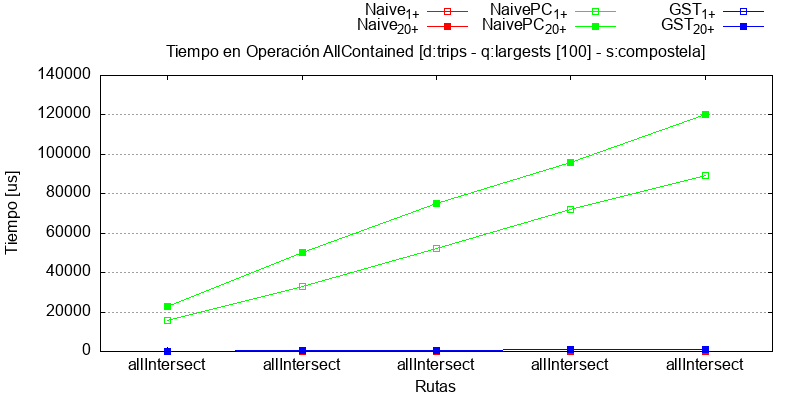 Naive1+ NaivePC1+ GST1+
Naive20+ NaivePC20+ GST20+
Tiempo en Operación AllContained [d:trips - q:largests [100] - s:compostela]
140000
120000
100000
80000
60000
40000
20000
0
Tiempo [us]
allIntersect allIntersect allIntersect allIntersect allIntersect
Rutas